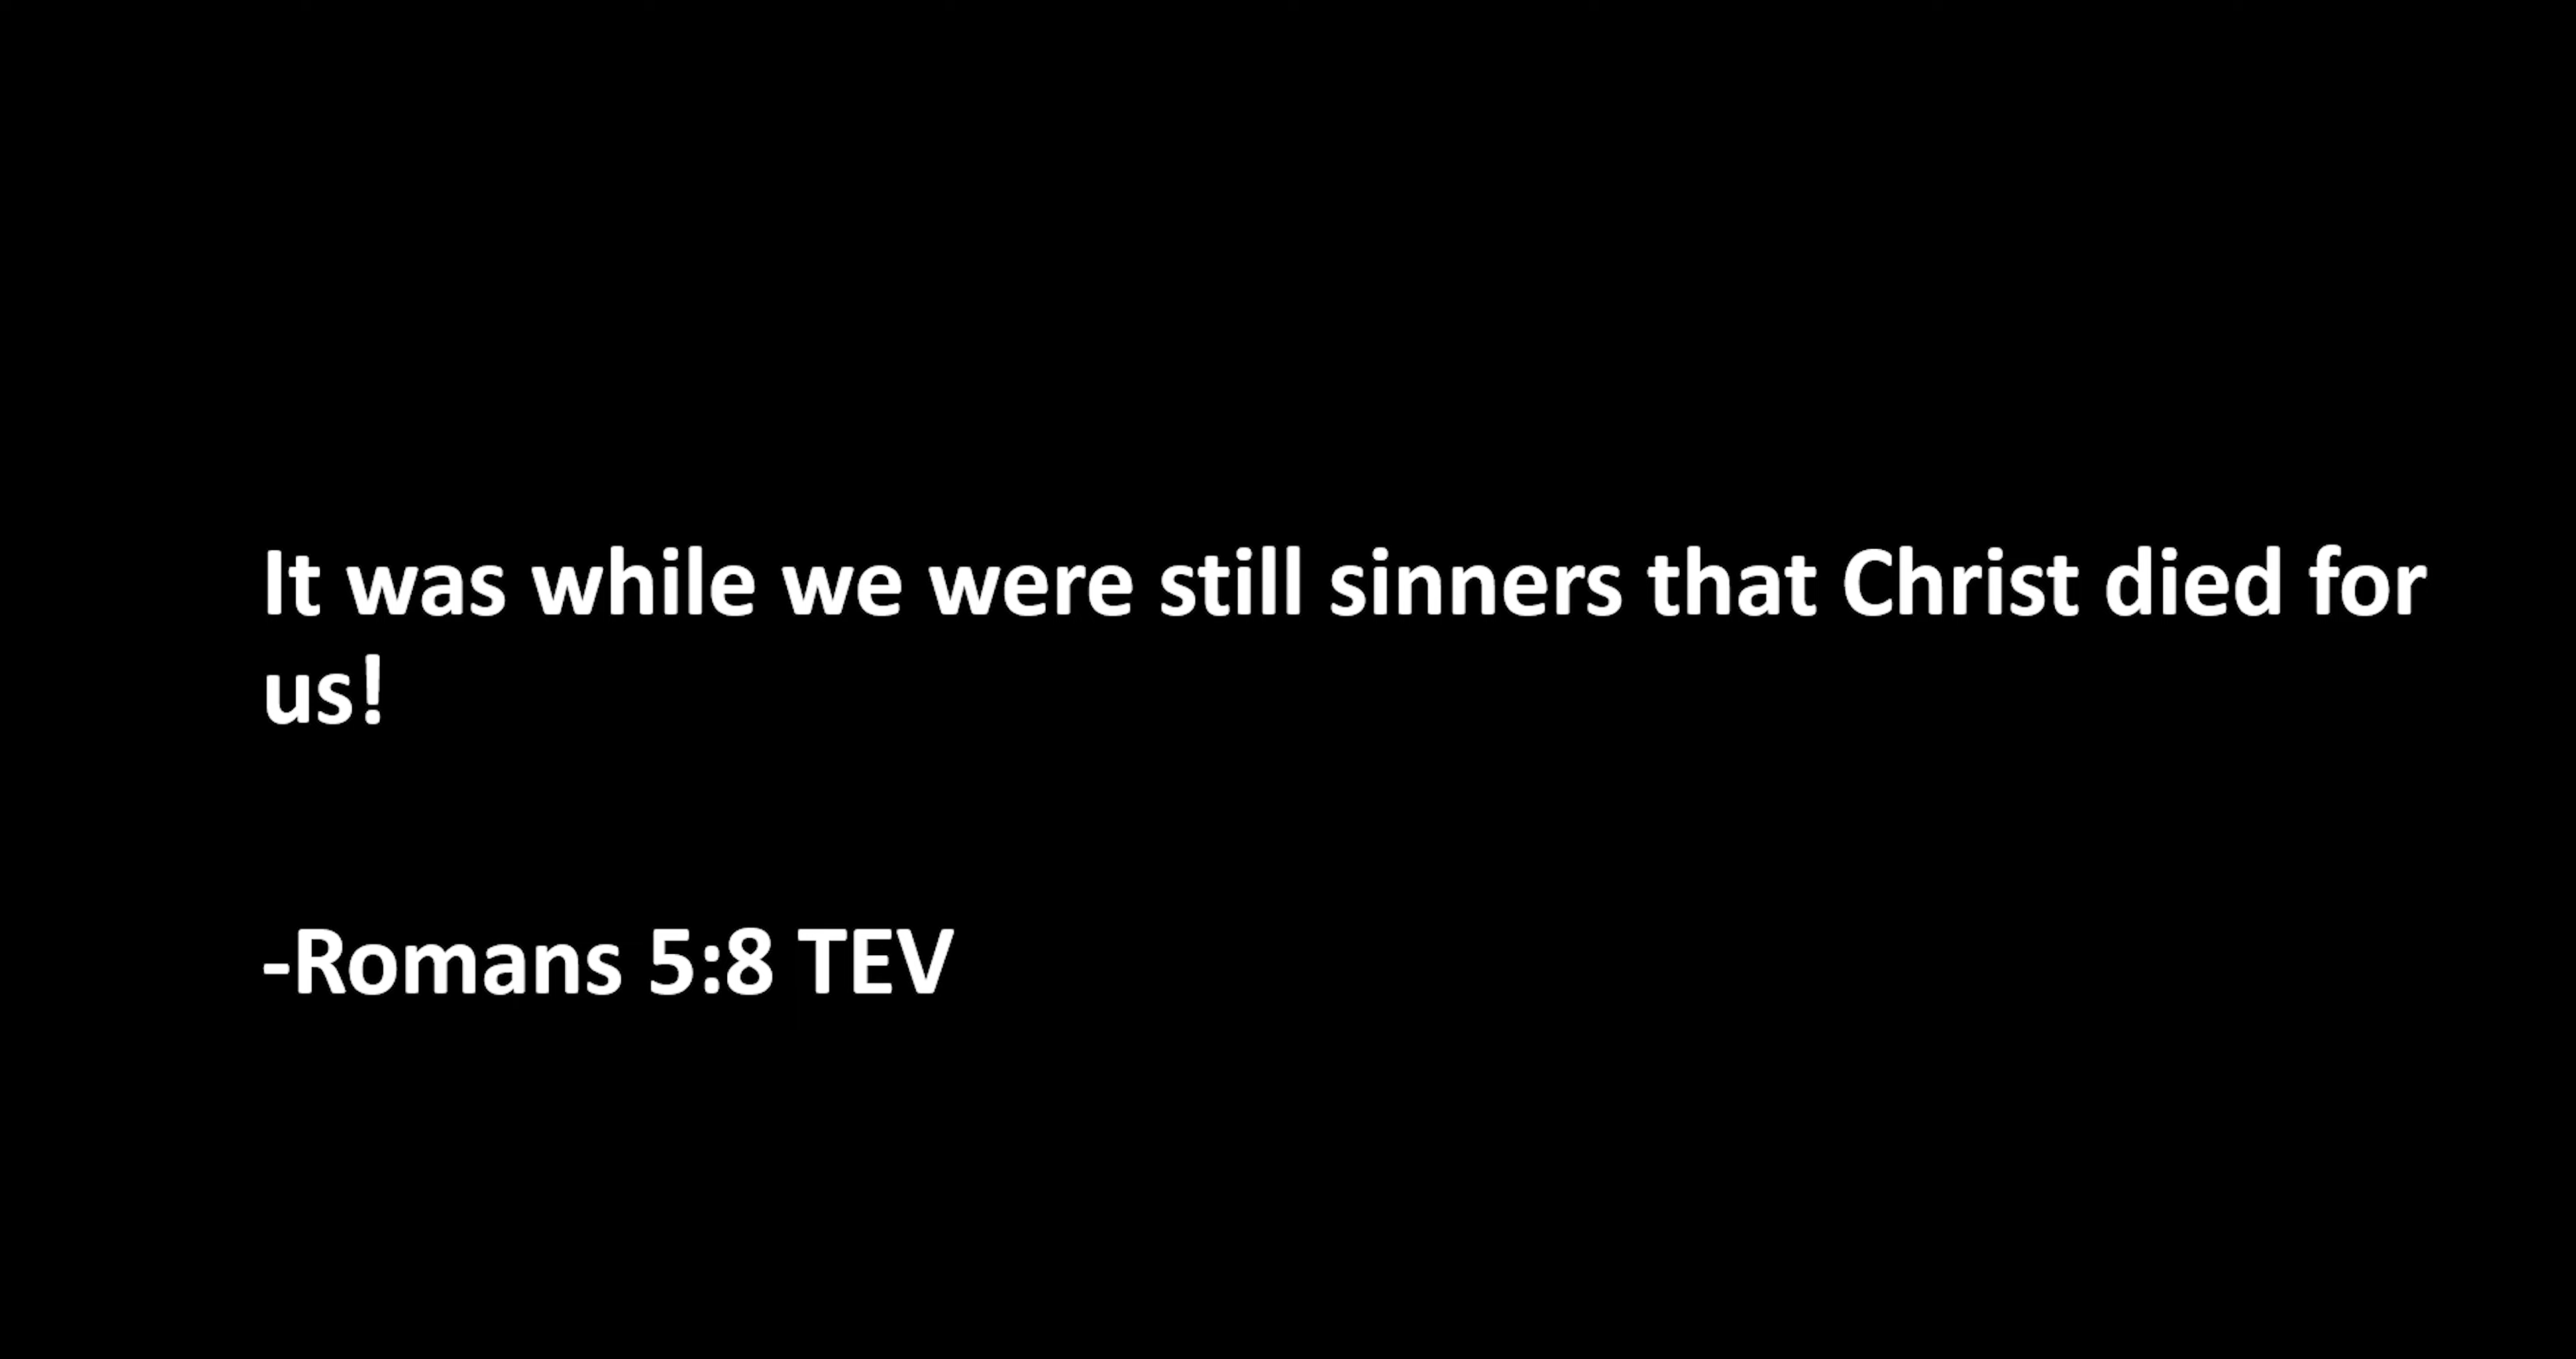 It was while we were still sinners that Christ died for
us!
-Romans 5:8 TEV